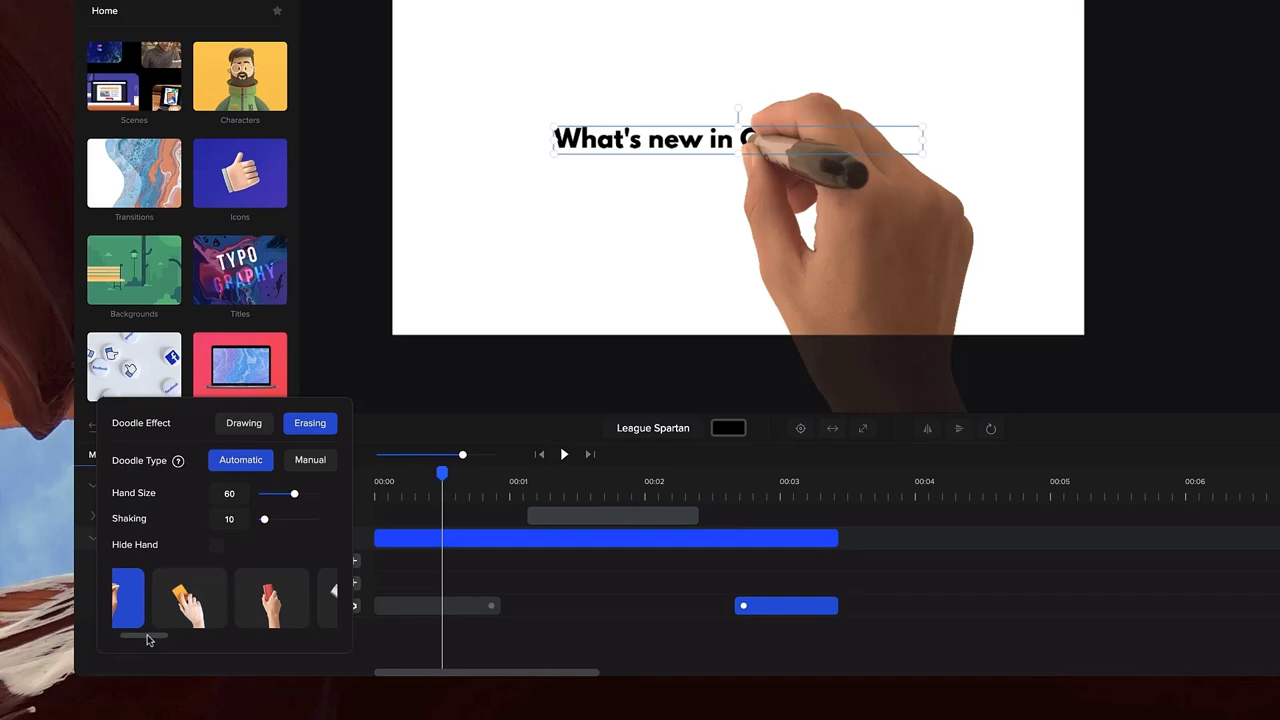 Home
Scenes
Characters
Transitions
Icons
TYPO
GRAPHY
Backgrounds
Titles
What's new in
Doodle Effect
Drawing
Erasing
Doodle Type
?
Automatic
Manual
Hand Size
60
Shaking
10
Hide Hand
League Spartan
00:00
00:01
00:02
00:03
00:04
00:05
00:06